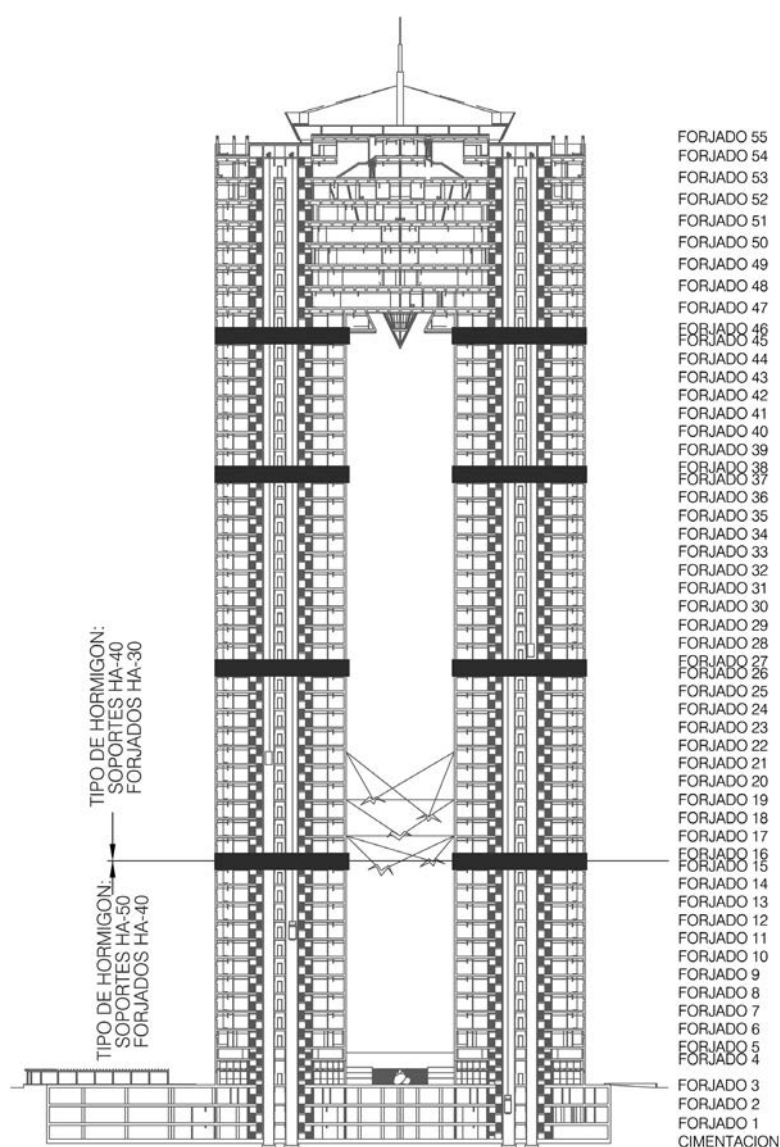 FORJADO 55
FORJADO 54
FORJADO 53
FORJADO 52
FORJADO 51
FORJADO 50
FORJADO 49
FORJADO 48
FORJADO 47
FORJADO 46
FORJADO 45
FORJADO 44
FORJADO 43
FORJADO 42
FORJADO 41
FORJADO 40
FORJADO 39
FORJADO 38
FORJADO 37
FORJADO 36
FORJADO 35
FORJADO 34
FORJADO 33
FORJADO 32
FORJADO 31
FORJADO 30
FORJADO 29
FORJADO 28
FORJADO 27
FORJADO 26
FORJADO 25
FORJADO 24
FORJADO 23
FORJADO 22
FORJADO 21
FORJADO 20
FORJADO 19
FORJADO 18
FORJADO 17
FORJADO 16
FORJADO 15
FORJADO 14
FORJADO 13
FORJADO 12
FORJADO 11
FORJADO 10
FORJADO 9
FORJADO 8
FORJADO 7
FORJADO 6
FORJADO 5
FORJADO 4
FORJADO 3
FORJADO 2
FORJADO 1
CIMENTACION
TIPO DE HORMIGON:
SOPORTES HA-40
FORJADOS HA-30
TIPO DE HORMIGON:
SOPORTES HA-50
FORJADOS HA-40